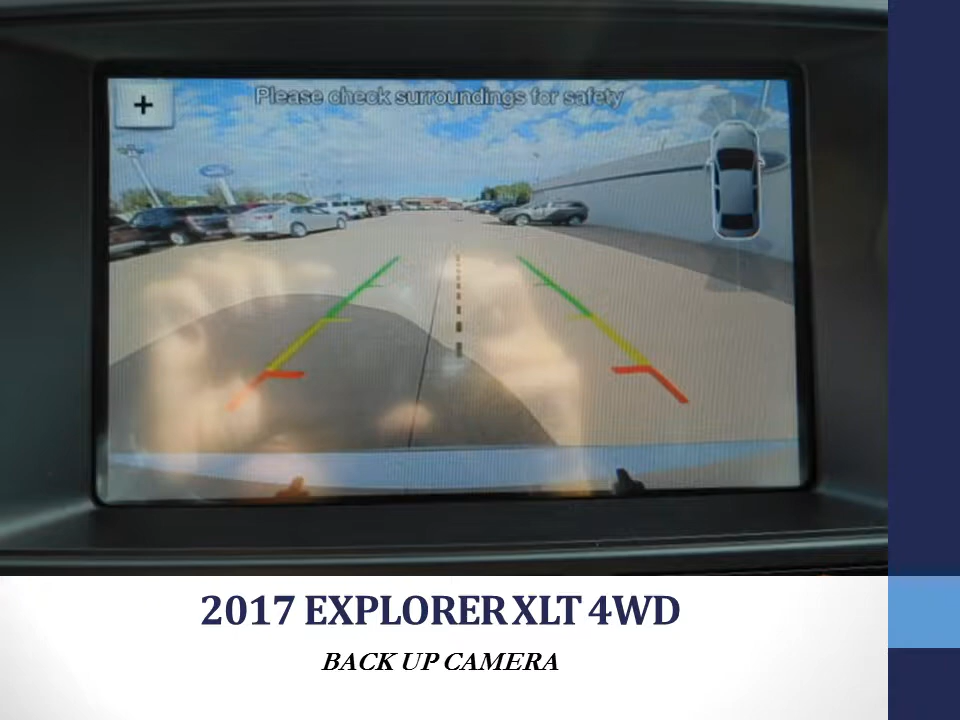 +
Please check surroundings for safety
2017 EXPLORER XLT 4WD
BACK UP CAMERA